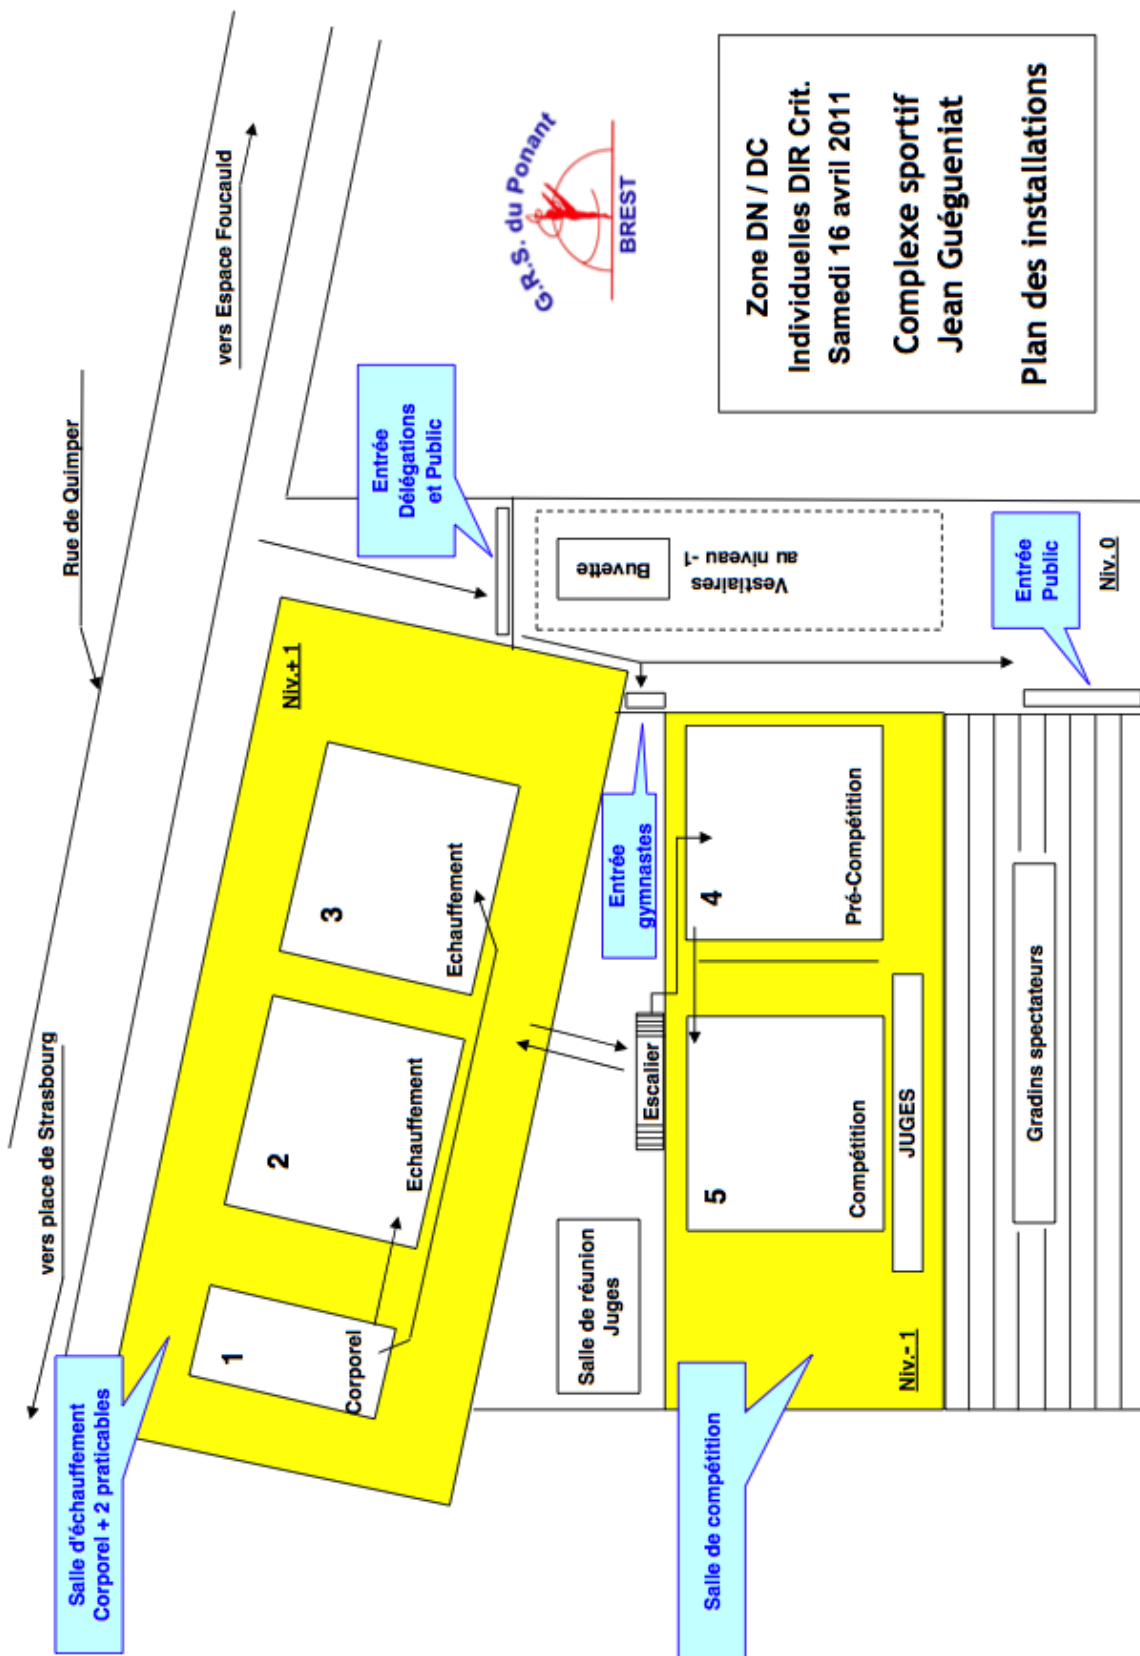 Rue de Quimper
vers Espace Foucauld
vers place de Strasbourg
G.R.S. du Ponant
BREST
Zone DN / DC
Individuelles DIR Crit.
Samedi 16 avril 2011
Complexe sportif
Jean Guégueniat
Plan des installations
Salle d'échauffement
Corporel + 2 praticables
Niv.+ 1
1
Corporel
2
Echauffement
3
Echauffement
Entrée
Délégations
et Public
Buvette
Vestiaires
au niveau -1
Entrée
Public
Niv. 0
Entrée
gymnastes
Escalier
Salle de réunion
Juges
4
Pré-Compétition
5
Compétition
JUGES
Niv.- 1
Salle de compétition
Gradins spectateurs